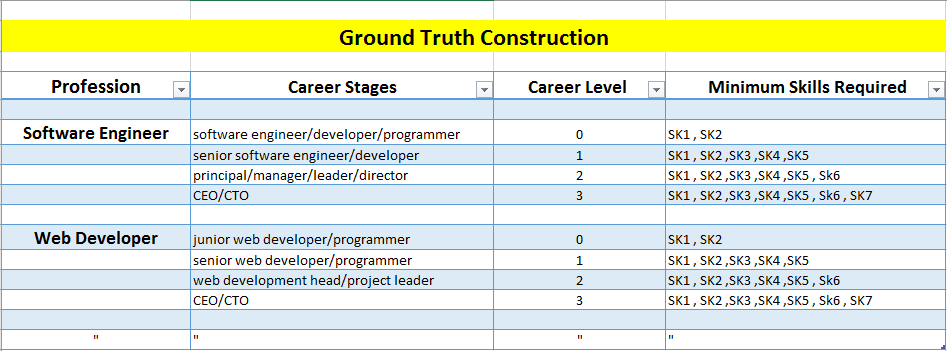 Ground Truth Construction
Profession Career Stages Career Level Minimum Skills Required
Software Engineer software engineer/developer/programmer 0 SK1 , SK2
senior software engineer/developer 1 SK1 , SK2 ,SK3 ,SK4 ,SK5
principal/manager/leader/director 2 SK1 , SK2 ,SK3 ,SK4 ,SK5 , Sk6
CEO/CTO 3 SK1 , SK2 ,SK3 ,SK4 ,SK5 , Sk6 , SK7
Web Developer junior web developer/programmer 0 SK1 , SK2
senior web developer/programmer 1 SK1 , SK2 ,SK3 ,SK4 ,SK5
web development head/project leader 2 SK1 , SK2 ,SK3 ,SK4 ,SK5 , Sk6
CEO/CTO 3 SK1 , SK2 ,SK3 ,SK4 ,SK5 , Sk6 , SK7
" " " "